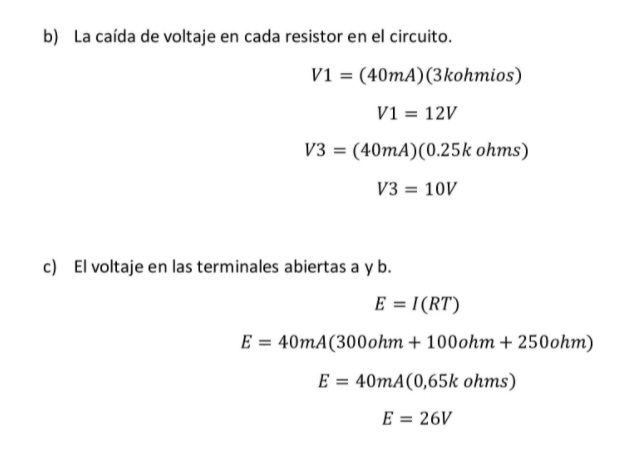 b) La caída de voltaje en cada resistor en el circuito.
V1 = (40mA)(3kohmios)
V1 = 12V
V3 = (40mA)(0.25k ohms)
V3 = 10V
c) El voltaje en las terminales abiertas a y b.
E = I(RT)
E = 40mA(300ohm + 100ohm + 250ohm)
E = 40mA(0,65k ohms)
E = 26V